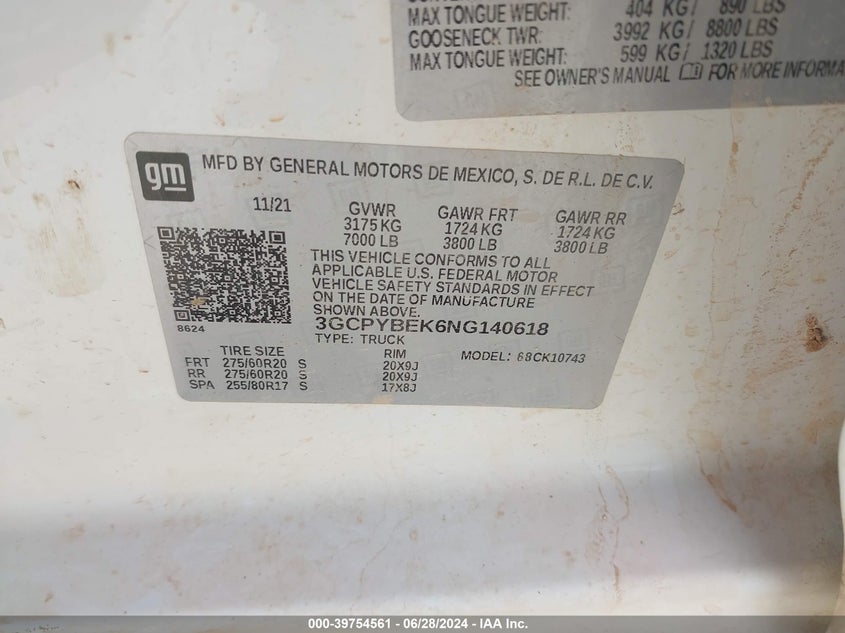 MAX TONGUE WEIGHT: 404 KG / 890 LBS
GOOSENECK TWR: 3992 KG / 8800 LBS
MAX TONGUE WEIGHT: 599 KG / 1320 LBS
SEE OWNER'S MANUAL FOR MORE INFORMA
gm
MFD BY GENERAL MOTORS DE MEXICO, S. DE R.L. DE C.V.
11/21 GVWR GAWR FRT GAWR RR
3175 KG 1724 KG 1724 KG
7000 LB 3800 LB 3800 LB
THIS VEHICLE CONFORMS TO ALL
APPLICABLE U.S. FEDERAL MOTOR
VEHICLE SAFETY STANDARDS IN EFFECT
ON THE DATE OF MANUFACTURE
SHOWN ABOVE.
8624
3GCPYBEK6NG140618
TYPE: TRUCK
TIRE SIZE RIM MODEL: 68CK10743
FRT 275/60R20 S 20X9J
RR 275/60R20 S 20X9J
SPA 255/80R17 S 17X8J
000-39754561 - 06/28/2024 - IAA Inc.